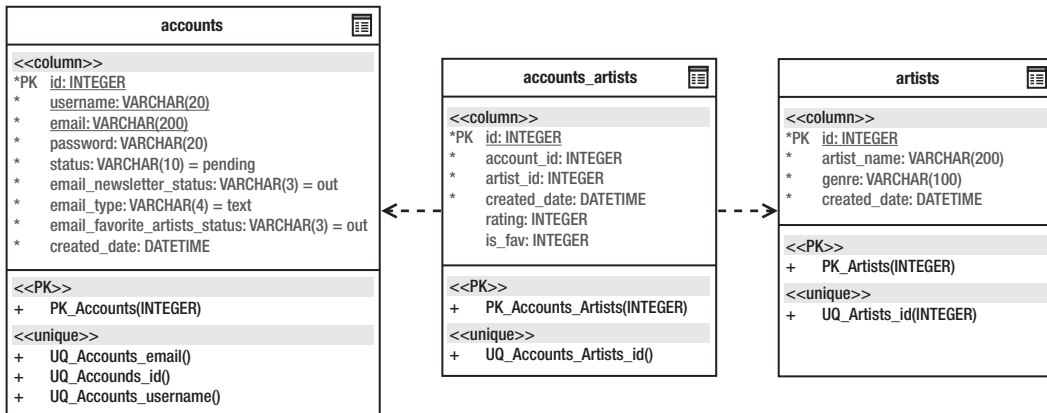 accounts
<<column>>
*PK id: INTEGER
* username: VARCHAR(20)
* email: VARCHAR(200)
* password: VARCHAR(20)
* status: VARCHAR(10) = pending
* email_newsletter_status: VARCHAR(3) = out
* email_type: VARCHAR(4) = text
* email_favorite_artists_status: VARCHAR(3) = out
* created_date: DATETIME
<<PK>>
+ PK_Accounts(INTEGER)
<<unique>>
+ UQ_Accounts_email()
+ UQ_Accounds_id()
+ UQ_Accounts_username()
accounts_artists
<<column>>
*PK id: INTEGER
* account_id: INTEGER
* artist_id: INTEGER
* created_date: DATETIME
rating: INTEGER
is_fav: INTEGER
<<PK>>
+ PK_Accounts_Artists(INTEGER)
<<unique>>
+ UQ_Accounts_Artists_id()
artists
<<column>>
*PK id: INTEGER
* artist_name: VARCHAR(200)
* genre: VARCHAR(100)
* created_date: DATETIME
<<PK>>
+ PK_Artists(INTEGER)
<<unique>>
+ UQ_Artists_id(INTEGER)